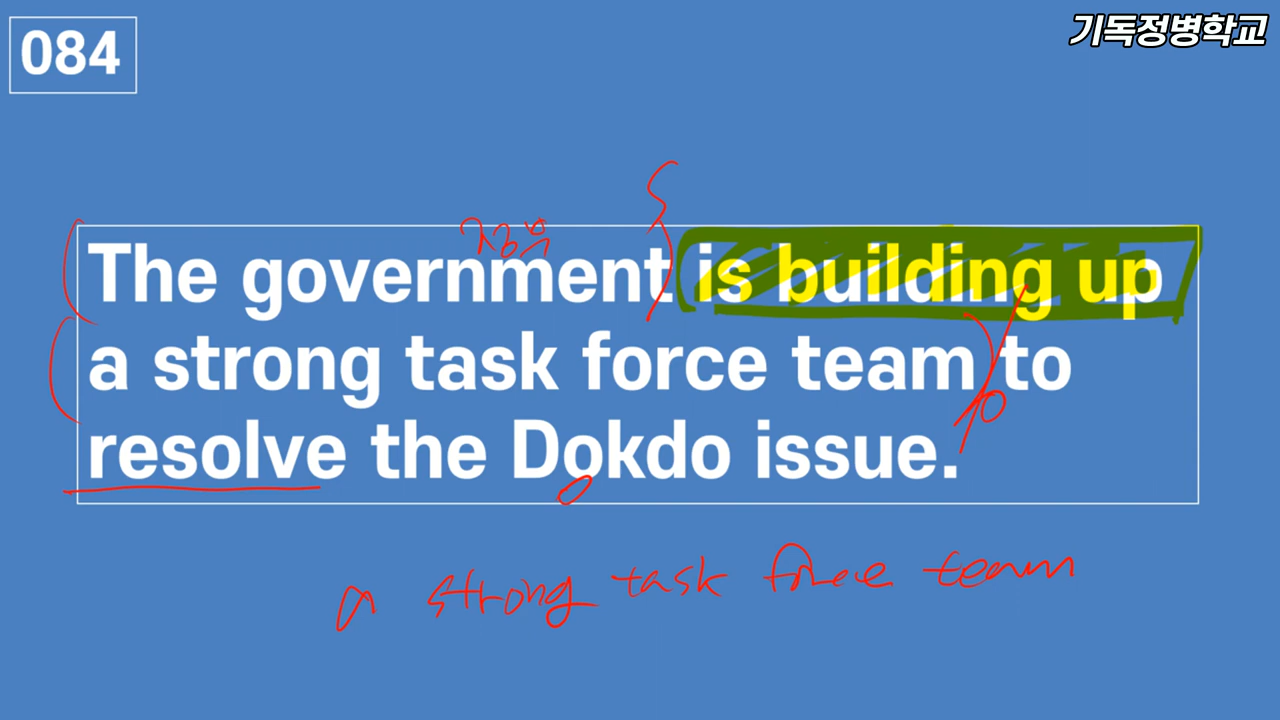 084
기독정병학교
The government is building up
a strong task force team to
resolve the Dokdo issue.
a strong task force team